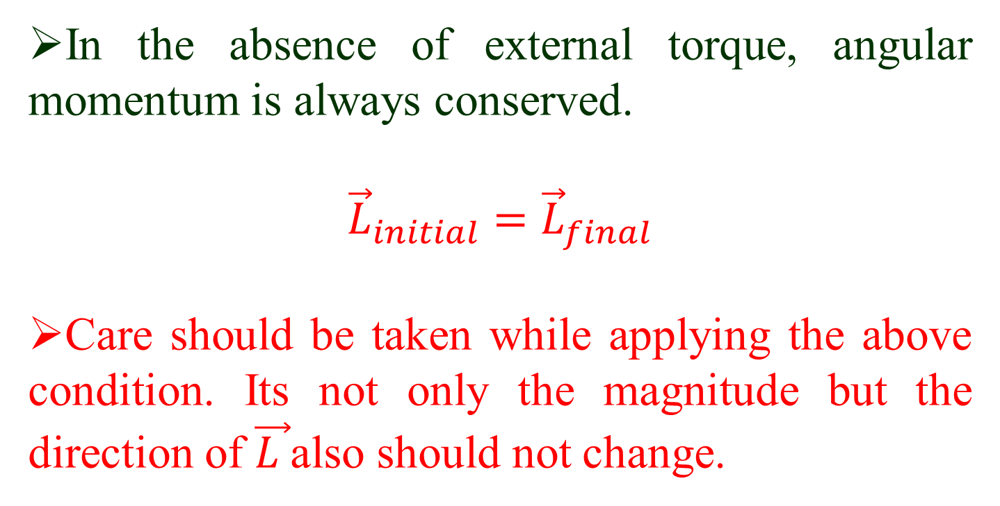 ➢In the absence of external torque, angular
momentum is always conserved.
$\vec{L}_{initial} = \vec{L}_{final}$
➢Care should be taken while applying the above
condition. Its not only the magnitude but the
direction of $\vec{L}$ also should not change.